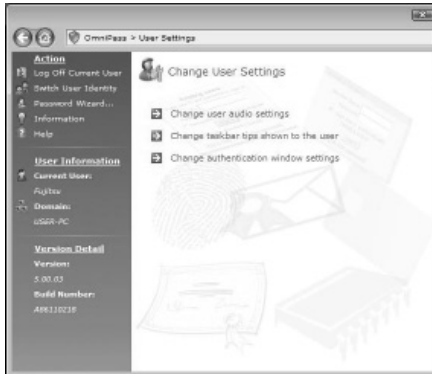 OmniPass > User Settings
Action
Log Off Current User
Switch User Identity
Password Wizard...
Information
Help
User Information
Current User:
Fujitsu
Domain:
USER-PC
Version Detail
Version:
5.00.03
Build Number:
Change User Settings
Change user audio settings
Change taskbar tips shown to the user
Change authentication window settings